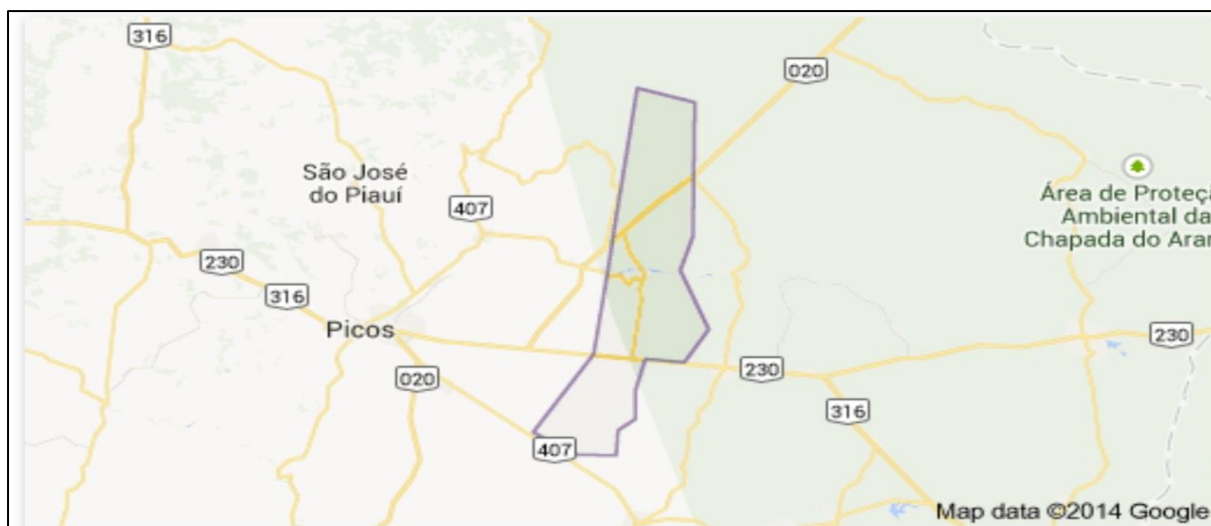 316
020
São José
do Piauí
407
Área de Proteçã
Ambiental da
Chapada do Arar
230
316
Picos
230
020
230
316
407
Map data ©2014 Google